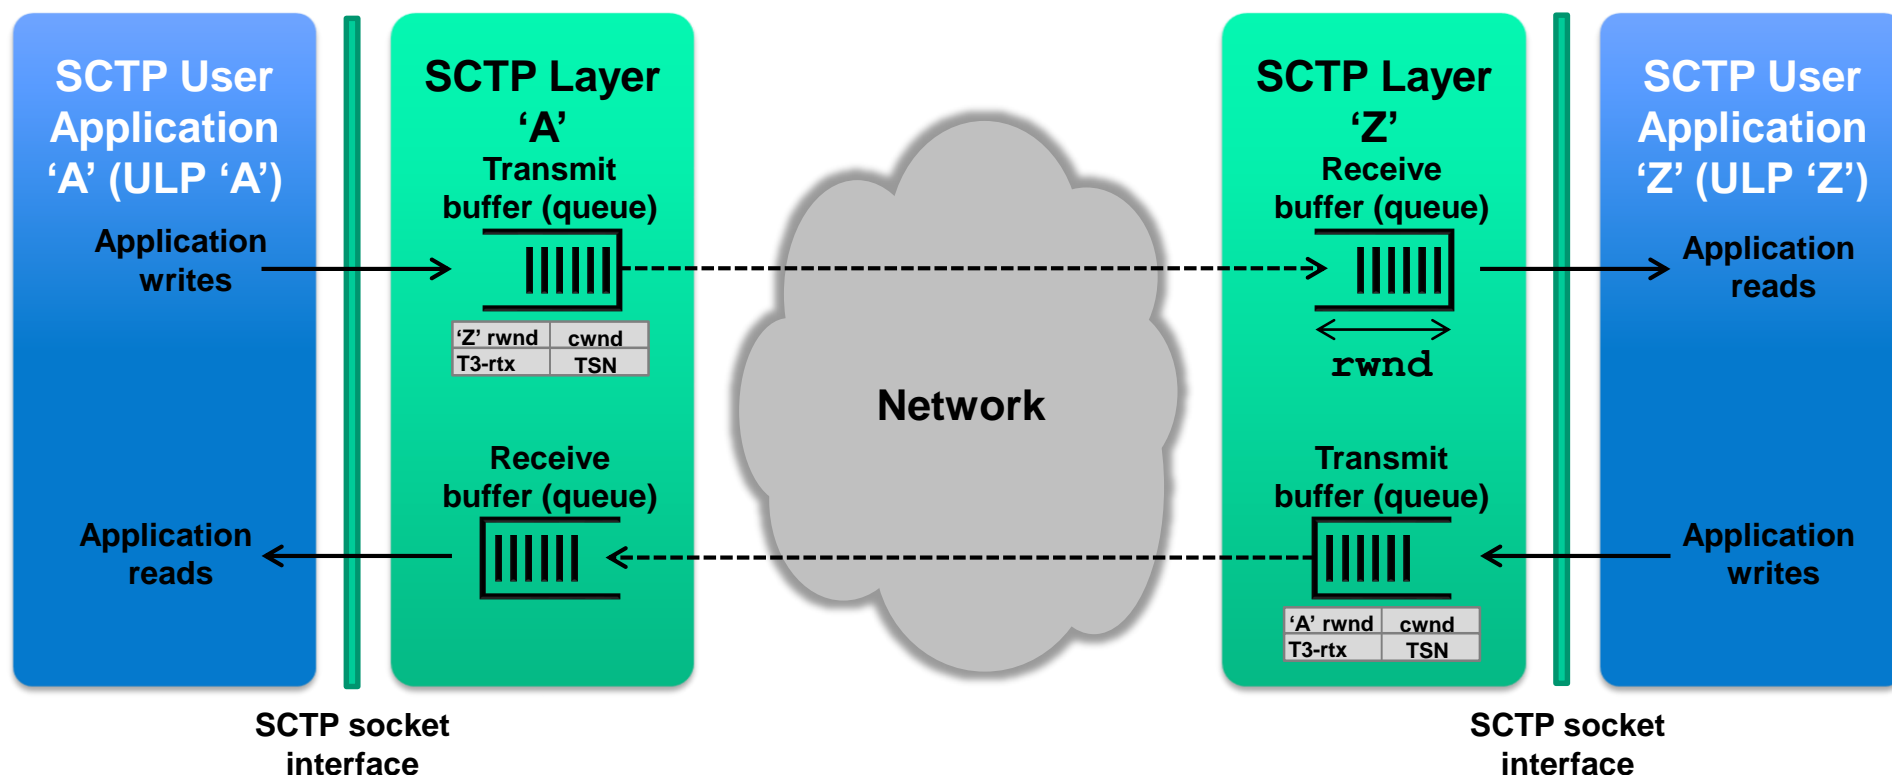 SCTP User
Application
‘A’ (ULP ‘A’)
Application
writes
Application
reads
SCTP socket
interface
SCTP Layer
‘A’
Transmit
buffer (queue)
‘Z’ rwnd cwnd
T3-rtx TSN
Receive
buffer (queue)
Network
SCTP Layer
‘Z’
Receive
buffer (queue)
rwnd
Transmit
buffer (queue)
‘A’ rwnd cwnd
T3-rtx TSN
SCTP socket
interface
SCTP User
Application
‘Z’ (ULP ‘Z’)
Application
reads
Application
writes